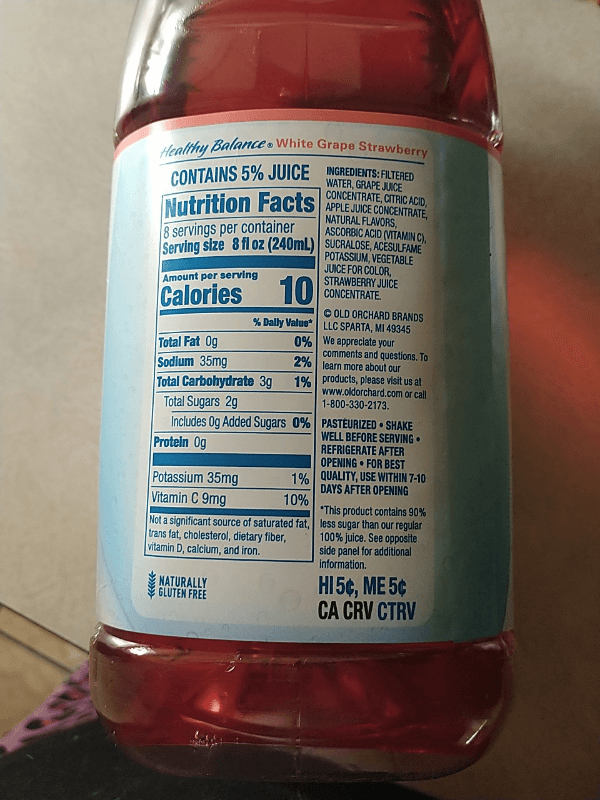 Healthy Balance® White Grape Strawberry
CONTAINS 5% JUICE
Nutrition Facts
8 servings per container
Serving size 8 fl oz (240mL)
Amount per serving
Calories 10
% Daily Value*
Total Fat 0g 0%
Sodium 35mg 2%
Total Carbohydrate 3g 1%
Total Sugars 2g
Includes 0g Added Sugars 0%
Protein 0g
Potassium 35mg 1%
Vitamin C 9mg 10%
Not a significant source of saturated fat,
trans fat, cholesterol, dietary fiber,
vitamin D, calcium, and iron.
NATURALLY
GLUTEN FREE
INGREDIENTS: FILTERED
WATER, GRAPE JUICE
CONCENTRATE, CITRIC ACID,
APPLE JUICE CONCENTRATE,
NATURAL FLAVORS,
ASCORBIC ACID (VITAMIN C),
SUCRALOSE, ACESULFAME
POTASSIUM, VEGETABLE
JUICE FOR COLOR,
STRAWBERRY JUICE
CONCENTRATE.
© OLD ORCHARD BRANDS
LLC SPARTA, MI 49345
We appreciate your
comments and questions. To
learn more about our
products, please visit us at
www.oldorchard.com or call
1-800-330-2173.
PASTEURIZED • SHAKE
WELL BEFORE SERVING •
REFRIGERATE AFTER
OPENING • FOR BEST
QUALITY, USE WITHIN 7-10
DAYS AFTER OPENING
*This product contains 90%
less sugar than our regular
100% juice. See opposite
side panel for additional
information.
HI 5¢, ME 5¢
CA CRV CTRV